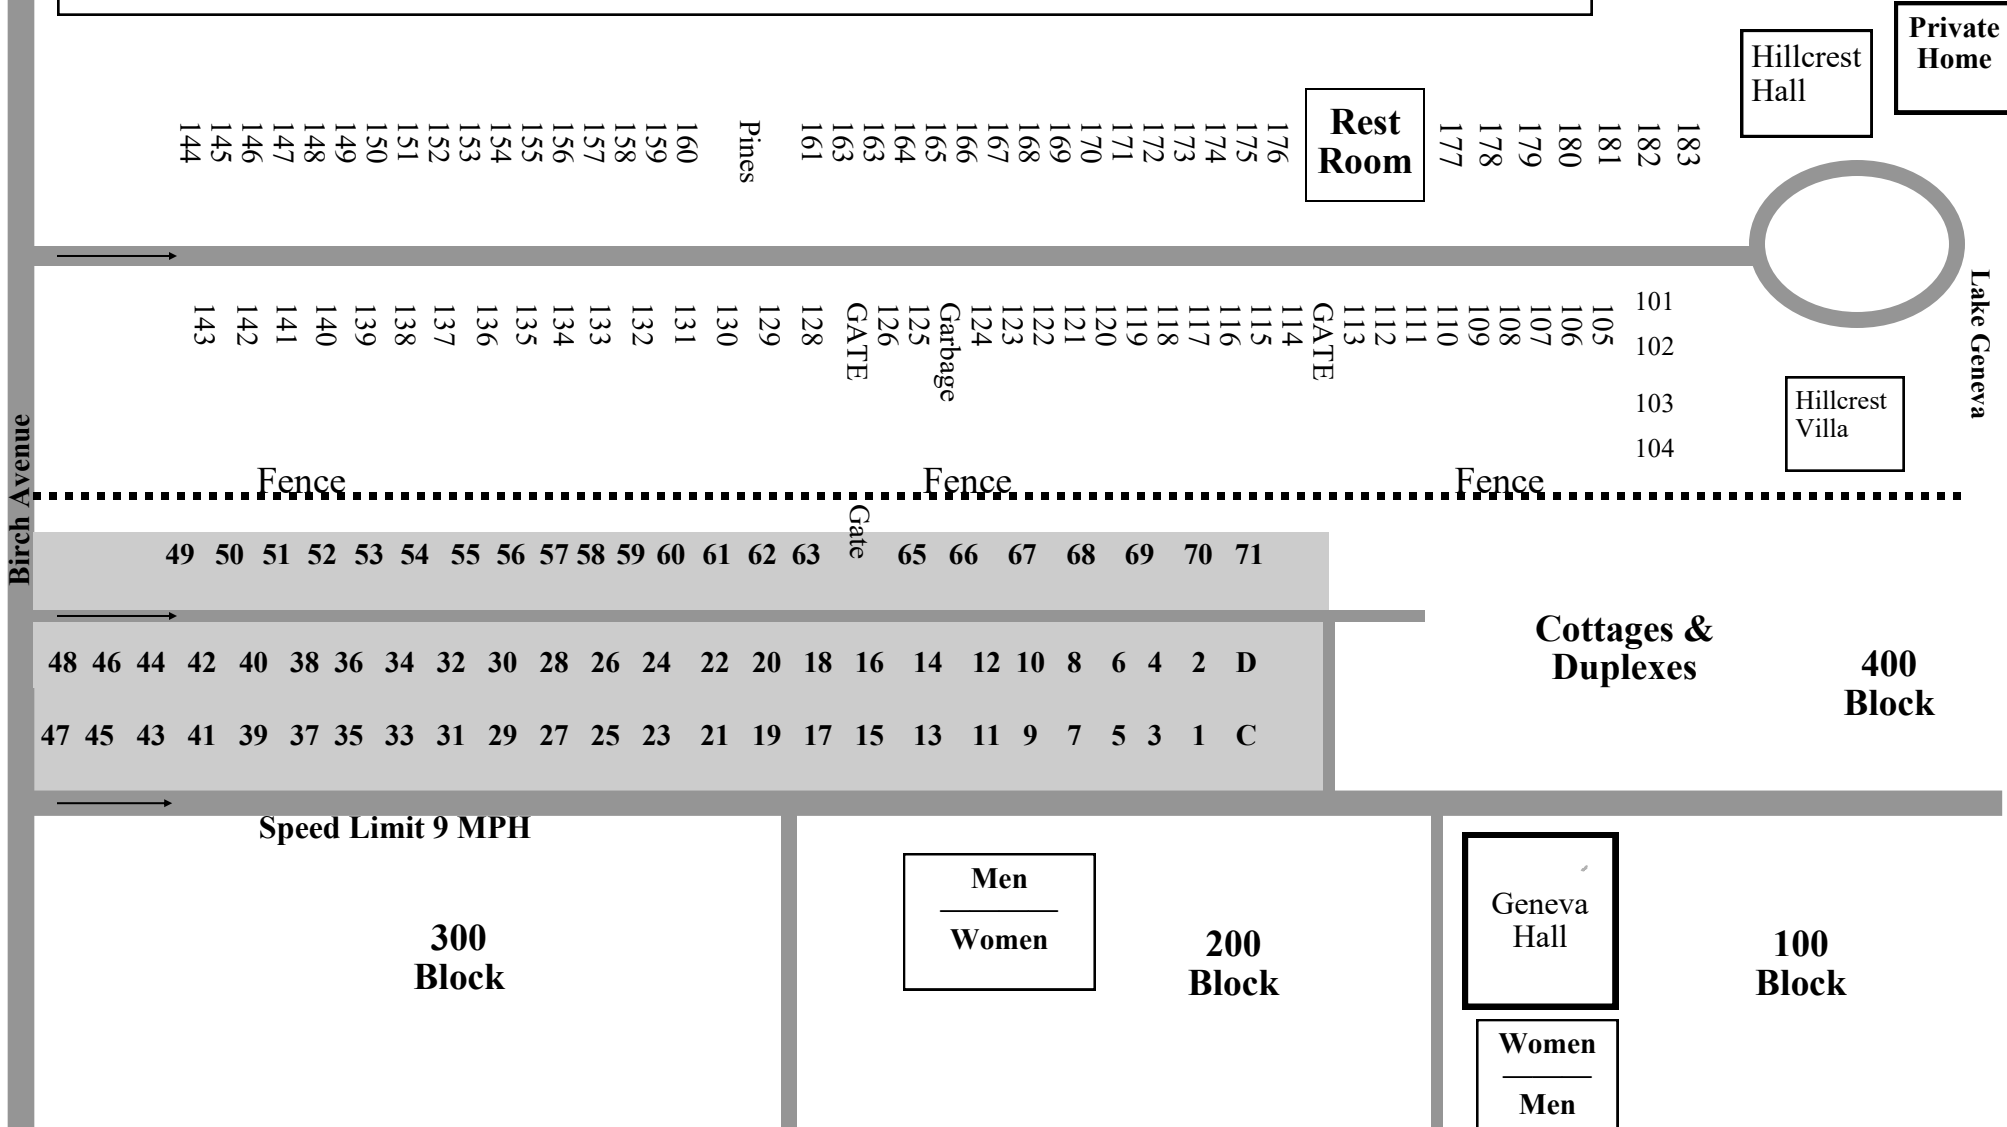 Private
Home
Hillcrest
Hall
144 145 146 147 148 149 150 151 152 153 154 155 156 157 158 159 160 Pines 161 163 163 164 165 166 167 168 169 170 171 172 173 174 175 176
Rest
Room
177 178 179 180 181 182 183
143 142 141 140 139 138 137 136 135 134 133 132 131 130 129 128 GATE 126 125 Garbage 124 123 122 121 120 119 118 117 116 115 114 GATE 113 112 111 110 109 108 107 106 105
101
102
103
104
Lake Geneva
Hillcrest
Villa
Birch Avenue
Fence Fence Fence
Gate
49 50 51 52 53 54 55 56 57 58 59 60 61 62 63 65 66 67 68 69 70 71
48 46 44 42 40 38 36 34 32 30 28 26 24 22 20 18 16 14 12 10 8 6 4 2 D
47 45 43 41 39 37 35 33 31 29 27 25 23 21 19 17 15 13 11 9 7 5 3 1 C
Cottages &
Duplexes
400
Block
Speed Limit 9 MPH
300
Block
Men
Women
200
Block
Geneva
Hall
100
Block
Women
Men